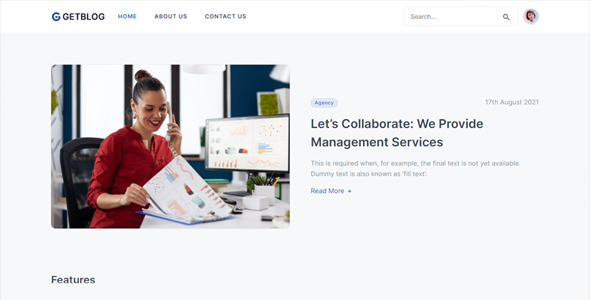 GETBLOG
HOME
ABOUT US
CONTACT US
Search...
Agency
17th August 2021
Let's Collaborate: We Provide
Management Services
This is required when, for example, the final text is not yet available.
Dummy text is also known as 'fill text'.
Read More →
Features